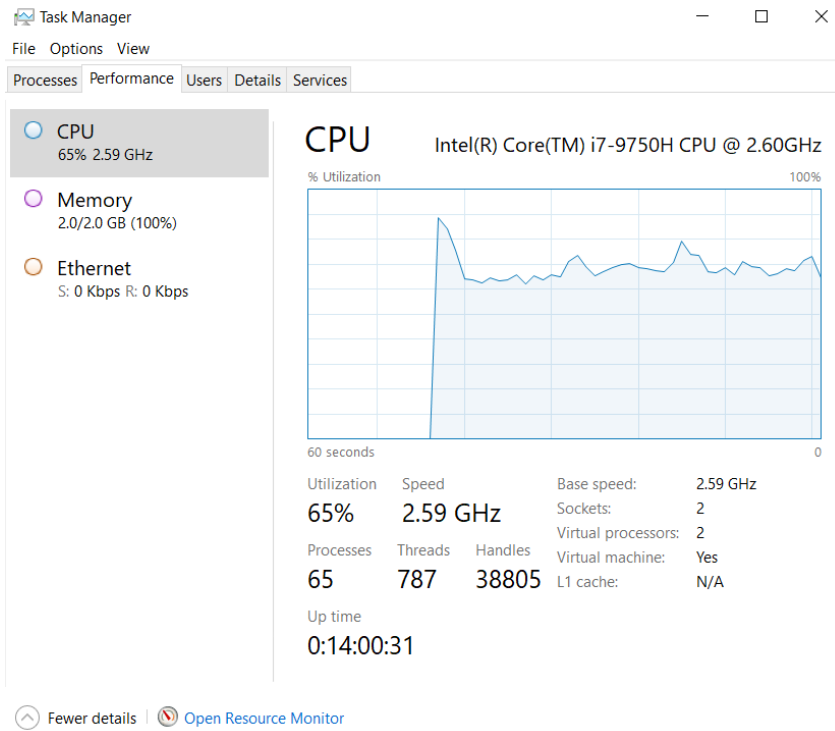 Task Manager
File Options View
Processes Performance Users Details Services
CPU
65% 2.59 GHz
Memory
2.0/2.0 GB (100%)
Ethernet
S: 0 Kbps R: 0 Kbps
CPU Intel(R) Core(TM) i7-9750H CPU @ 2.60GHz
% Utilization 100%
60 seconds 0
Utilization Speed
65% 2.59 GHz
Processes Threads Handles
65 787 38805
Up time
0:14:00:31
Base speed: 2.59 GHz
Sockets: 2
Virtual processors: 2
Virtual machine: Yes
L1 cache: N/A
Fewer details Open Resource Monitor